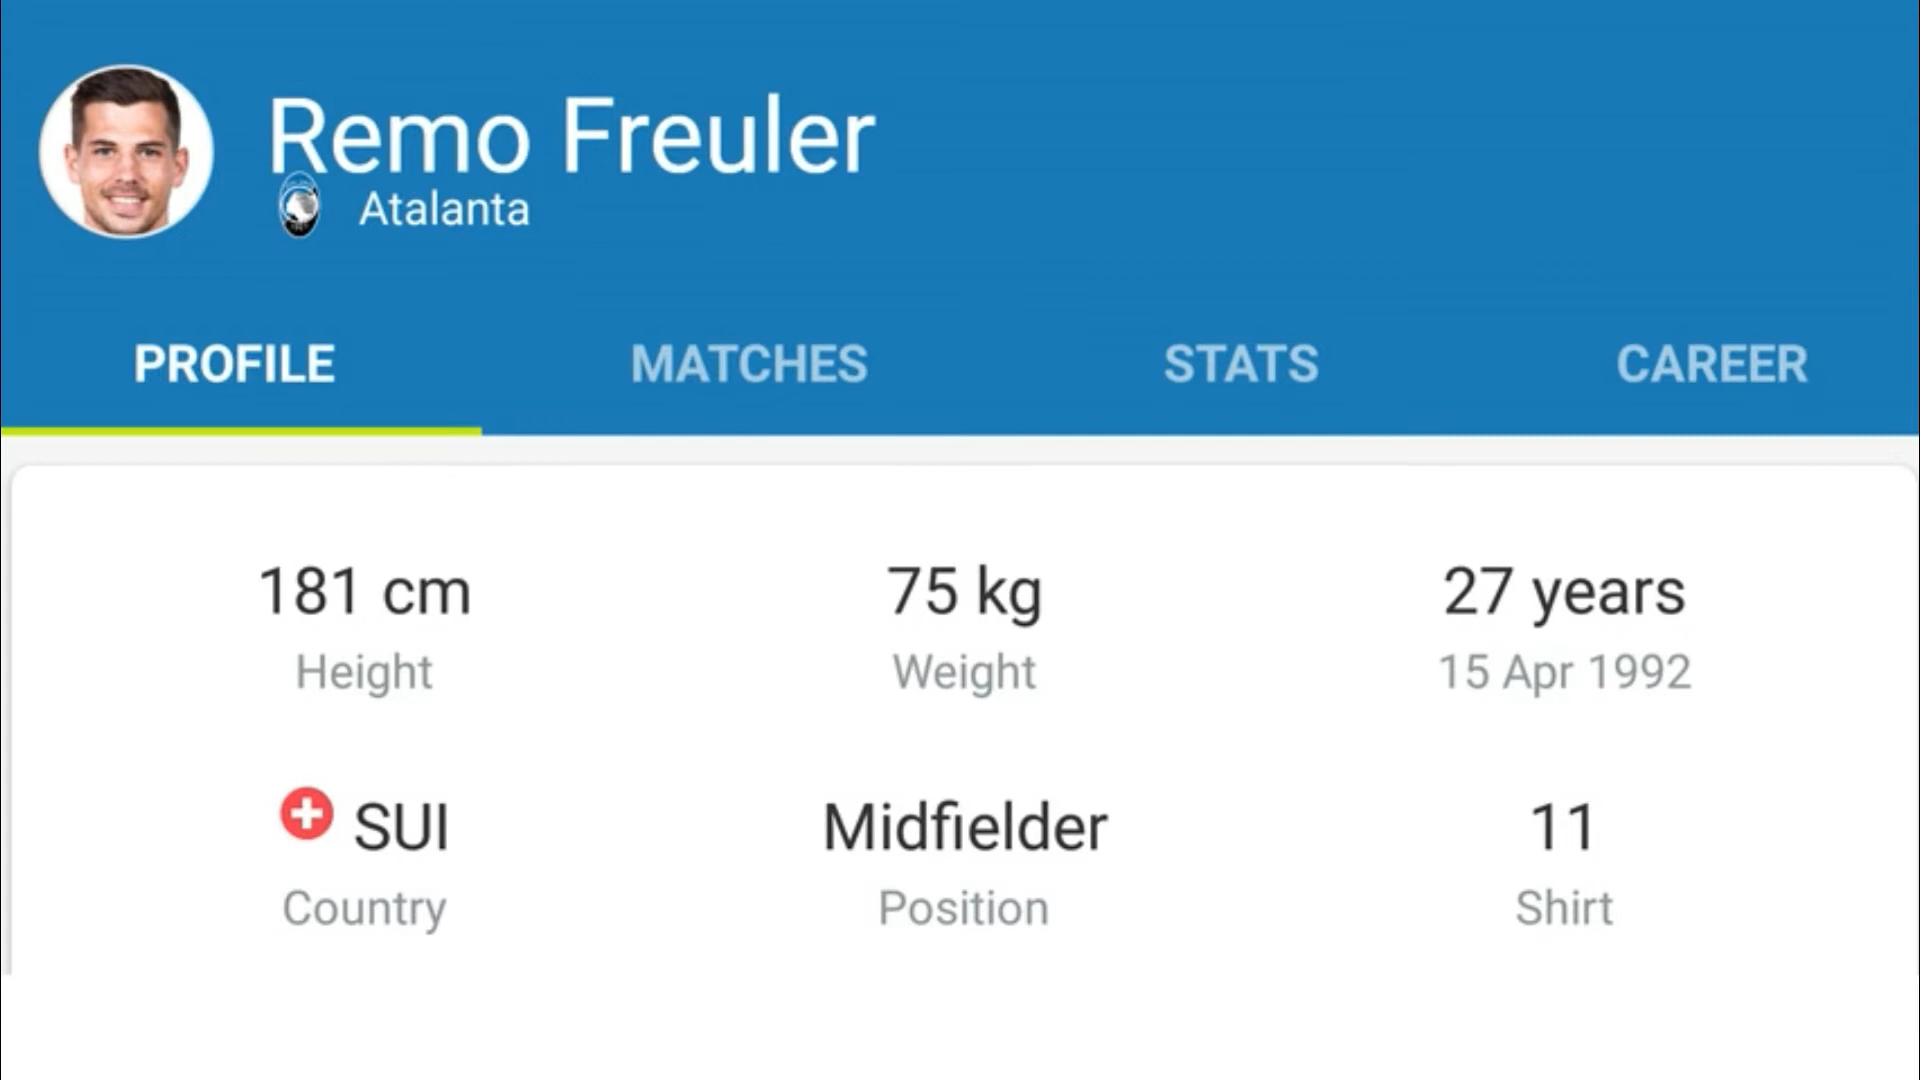 Remo Freuler
Atalanta
PROFILE MATCHES STATS CAREER
181 cm 75 kg 27 years
Height Weight 15 Apr 1992
SUI Midfielder 11
Country Position Shirt